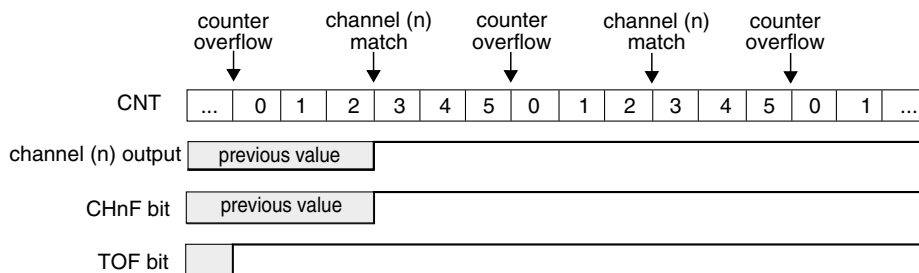 counter overflow
channel (n) match
counter overflow
channel (n) match
counter overflow
CNT ... 0 1 2 3 4 5 0 1 2 3 4 5 0 1 ...
channel (n) output previous value
CHnF bit previous value
TOF bit